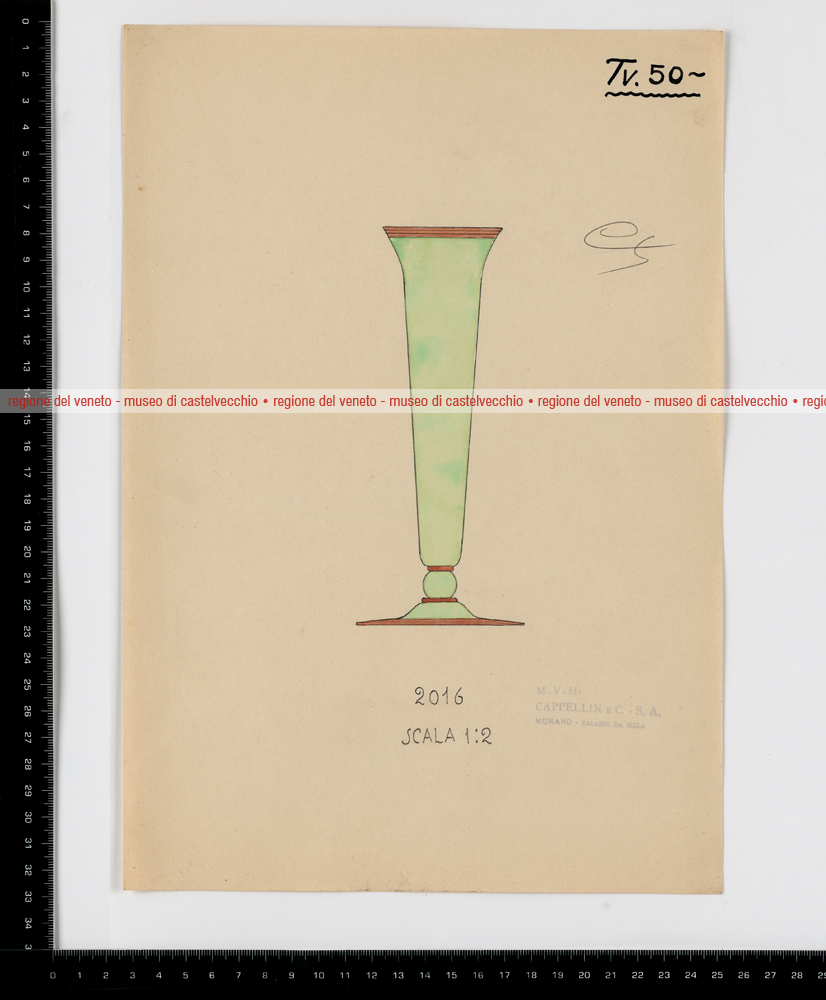 Tv. 50~
regione del veneto - museo di castelvecchio • regione del veneto - museo di castelvecchio • regione del veneto - museo di castelvecchio • regio
2016
SCALA 1:2
M.V.M.
CAPPELLIN & C. - S. A.
MURANO - PALAZZO DA MULA
0 1 2 3 4 5 6 7 8 9 10 11 12 13 14 15 16 17 18 19 20 21 22 23 24 25 26 27 28 29 30 31 32 33 34 3
0 1 2 3 4 5 6 7 8 9 10 11 12 13 14 15 16 17 18 19 20 21 22 23 24 25 26 27 28 29